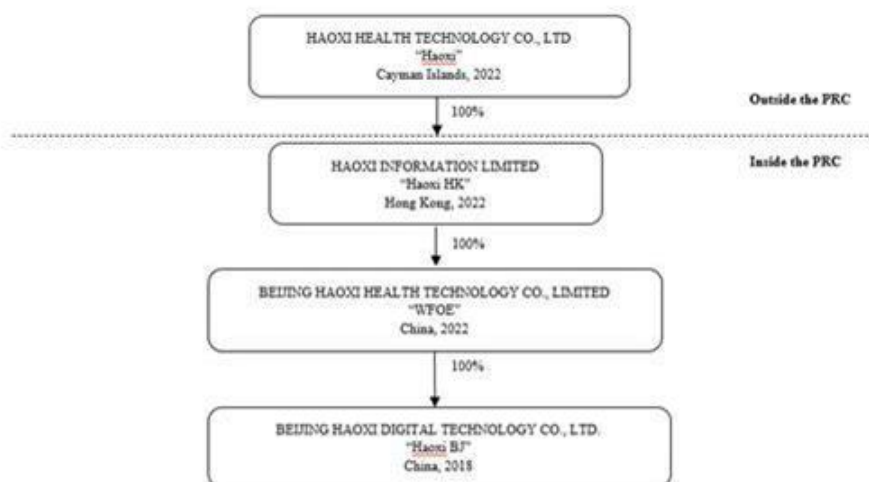 HAOXI HEALTH TECHNOLOGY CO., LTD
“Haoxi”
Cayman Islands, 2022
100%
Outside the PRC
Inside the PRC
HAOXI INFORMATION LIMITED
“Haoxi HK”
Hong Kong, 2022
100%
BEIJING HAOXI HEALTH TECHNOLOGY CO., LIMITED
“WFOE”
China, 2022
100%
BEIJING HAOXI DIGITAL TECHNOLOGY CO., LTD.
“Haoxi BJ”
China, 2018